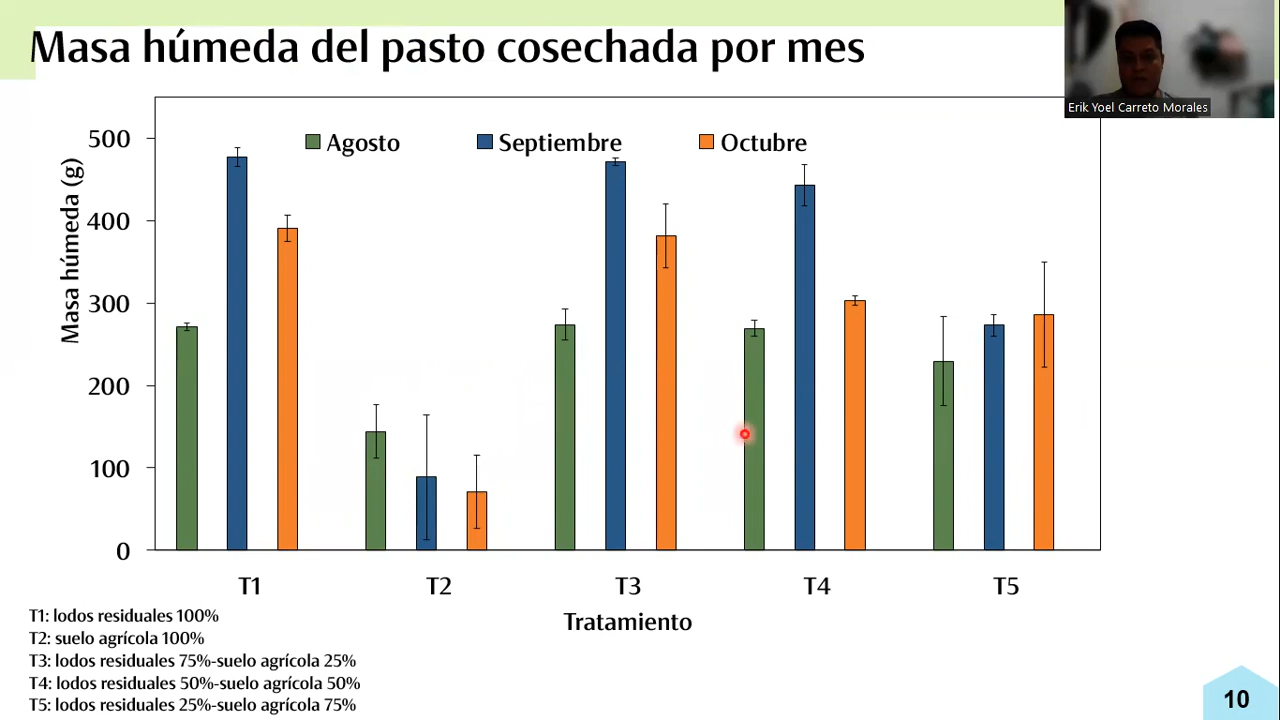 Masa húmeda del pasto cosechada por mes
Erik Yoel Carreto Morales
Agosto
Septiembre
Octubre
Masa húmeda (g)
500
400
300
200
100
0
T1
T2
T3
T4
T5
Tratamiento
T1: lodos residuales 100%
T2: suelo agrícola 100%
T3: lodos residuales 75%-suelo agrícola 25%
T4: lodos residuales 50%-suelo agrícola 50%
T5: lodos residuales 25%-suelo agrícola 75%
10